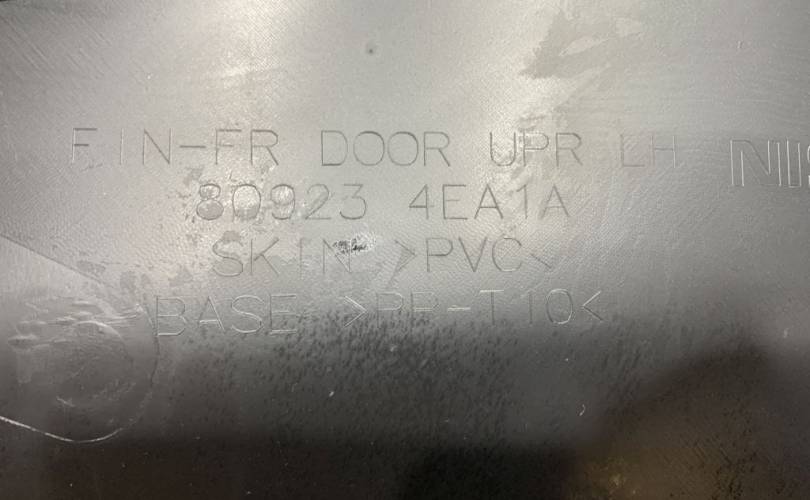 FIN-FR DOOR UPR LH
NIS
80923 4EA1A
SKIN >PVC<
BASE >PP-T10<